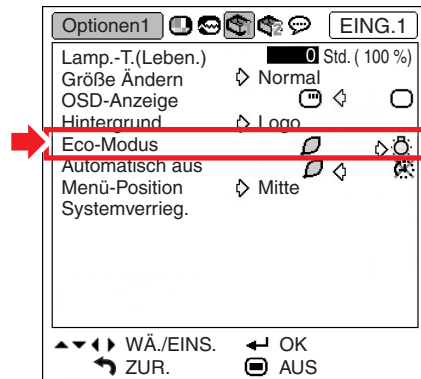 Optionen1 EING.1
Lamp.-T.(Leben.) 0 Std. ( 100 %)
Größe Ändern Normal
OSD-Anzeige
Hintergrund Logo
Eco-Modus
Automatisch aus
Menü-Position Mitte
Systemverrieg.
WÄ./EINS. OK
ZUR. AUS